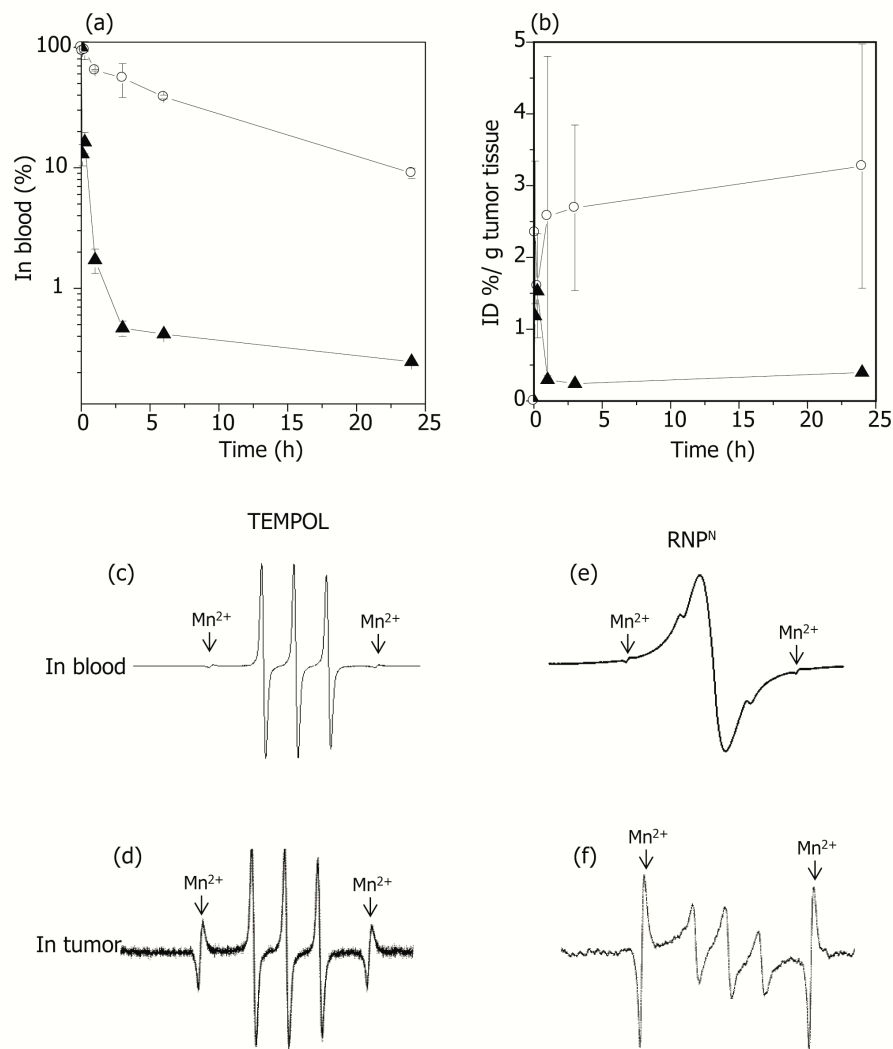 (a)
100
10
1
In blood (%)
0
5
10
15
20
25
Time (h)
(b)
5
4
3
2
1
0
ID %/ g tumor tissue
0
5
10
15
20
25
Time (h)
TEMPOL
RNPᴺ
(c)
Mn²⁺
Mn²⁺
(e)
Mn²⁺
Mn²⁺
In blood
(d)
Mn²⁺
Mn²⁺
(f)
Mn²⁺
Mn²⁺
In tumor